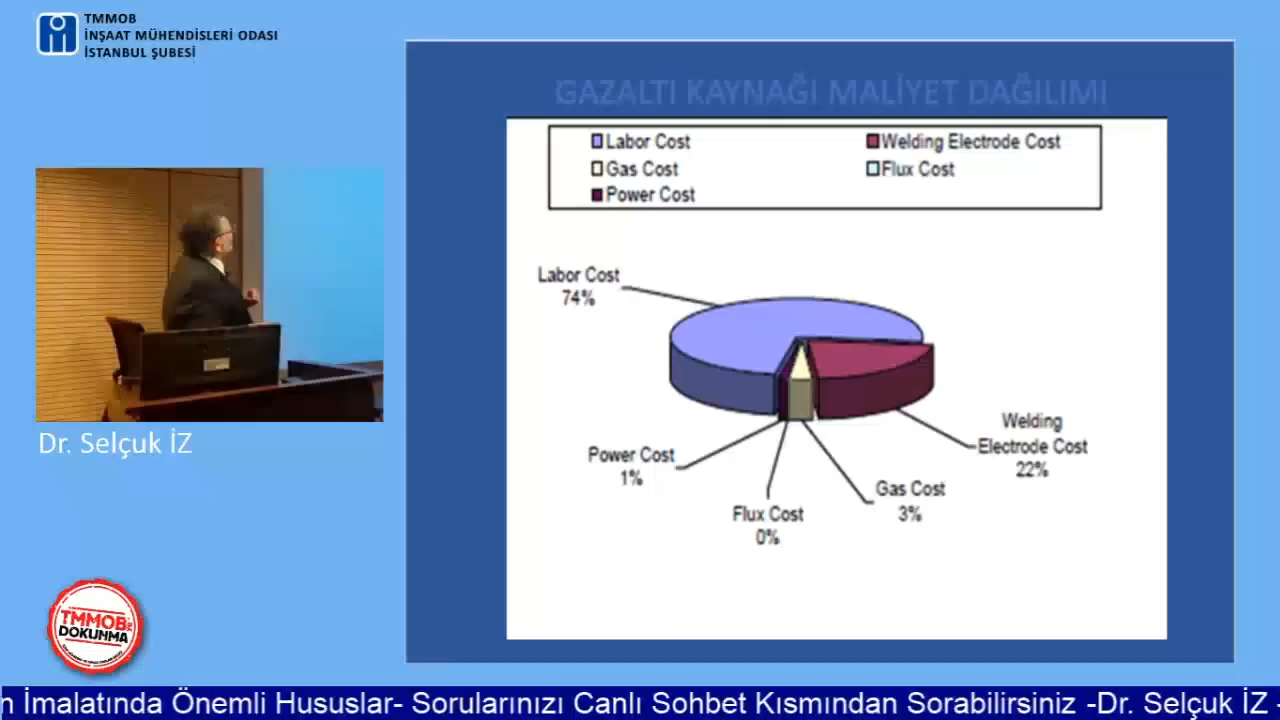 TMMOB
İNŞAAT MÜHENDİSLERİ ODASI
İSTANBUL ŞUBESİ
GAZALTI KAYNAĞI MALİYET DAĞILIMI
Labor Cost
Welding Electrode Cost
Gas Cost
Flux Cost
Power Cost
Labor Cost
74%
Welding
Electrode Cost
22%
Power Cost
1%
Gas Cost
3%
Flux Cost
0%
Dr. Selçuk İZ
TMMOB
DOKUNMA
İmalatında Önemli Hususlar- Sorularınızı Canlı Sohbet Kısmından Sorabilirsiniz -Dr. Selçuk İZ -